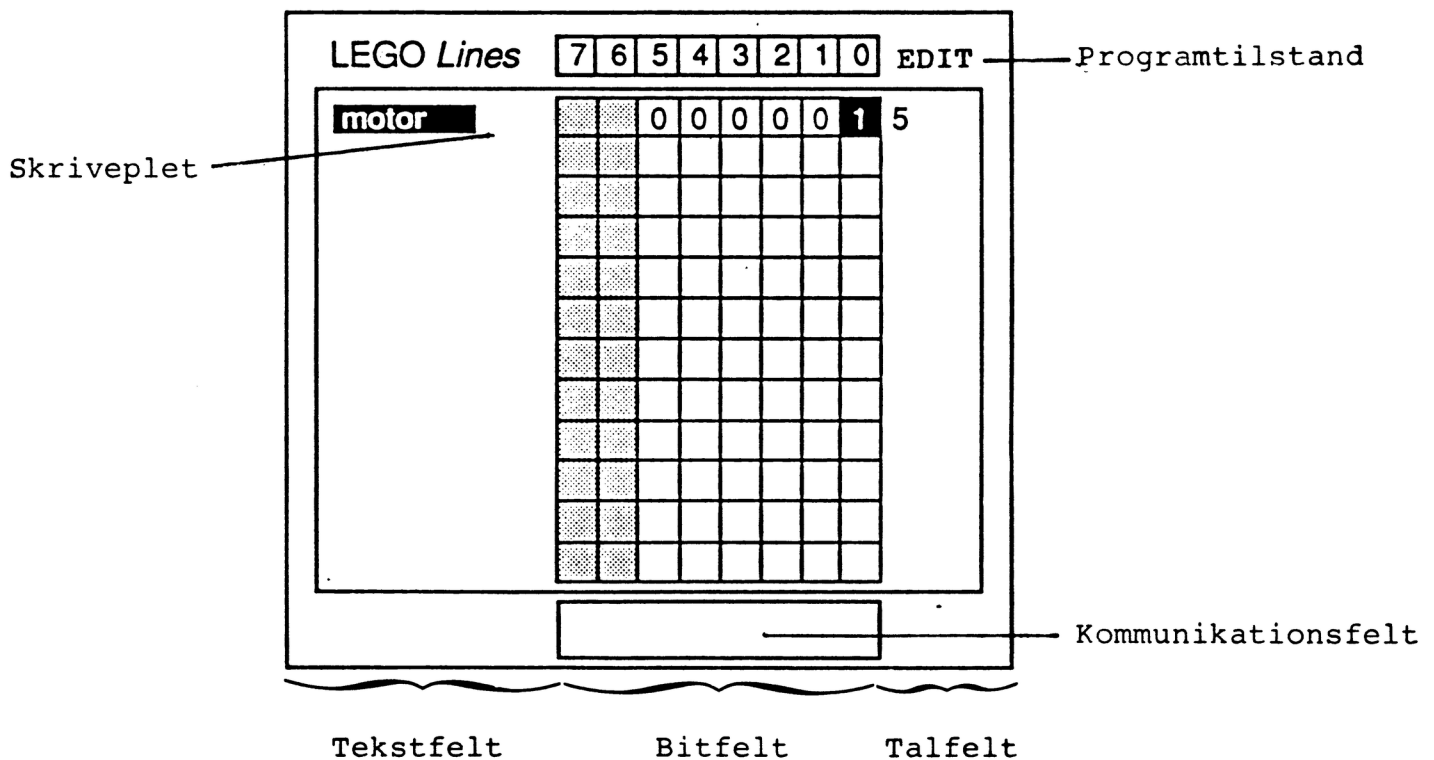 LEGO Lines 7 6 5 4 3 2 1 0 EDIT Programtilstand
motor 0 0 0 0 0 1 5
Skriveplet
Kommunikationsfelt
Tekstfelt Bitfelt Talfelt